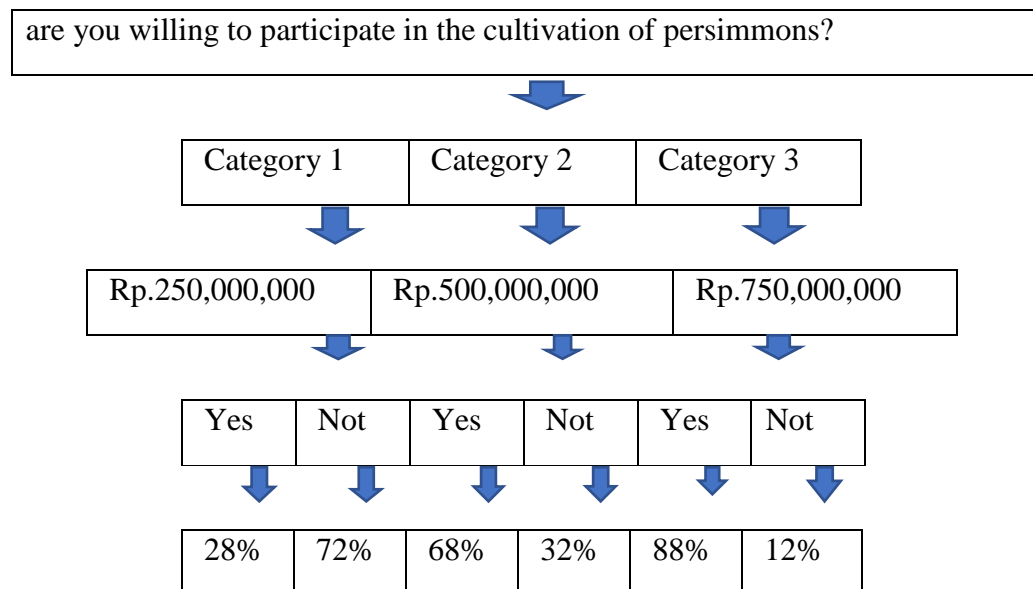 are you willing to participate in the cultivation of persimmons?
Category 1 Category 2 Category 3
Rp.250,000,000 Rp.500,000,000 Rp.750,000,000
Yes Not Yes Not Yes Not
28% 72% 68% 32% 88% 12%